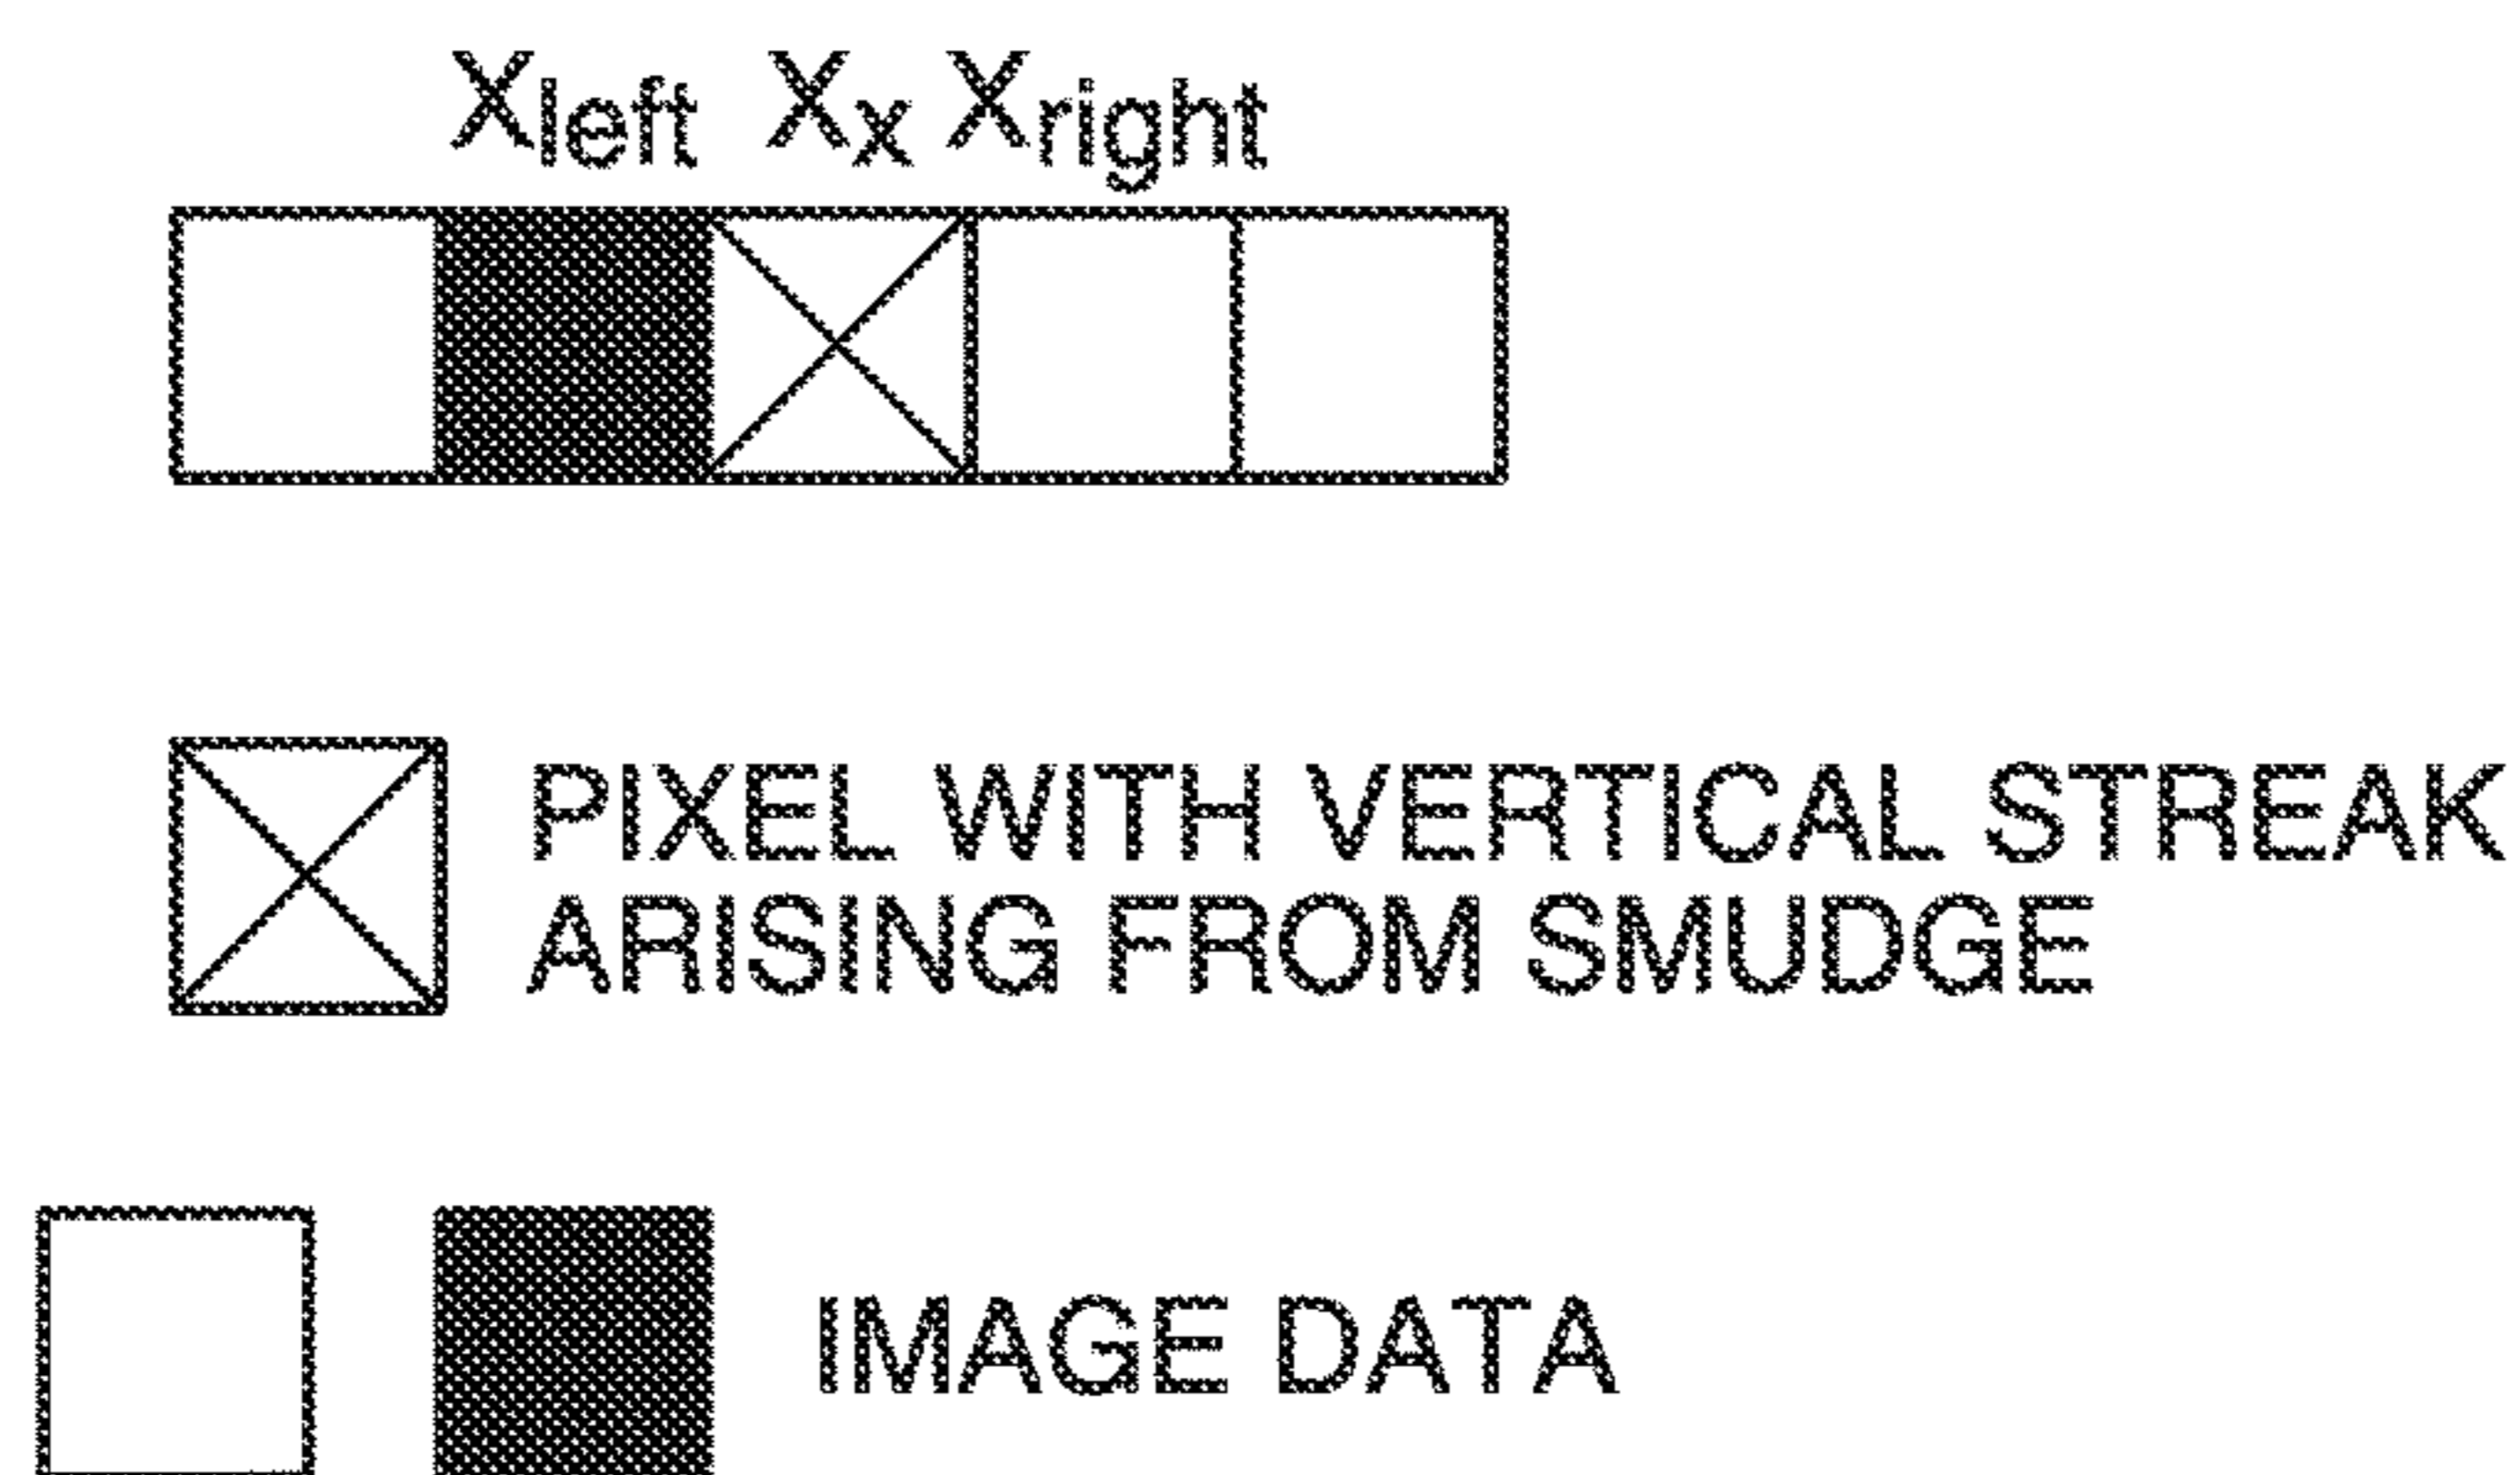 Xleft Xx Xright
PIXEL WITH VERTICAL STREAK
ARISING FROM SMUDGE
IMAGE DATA